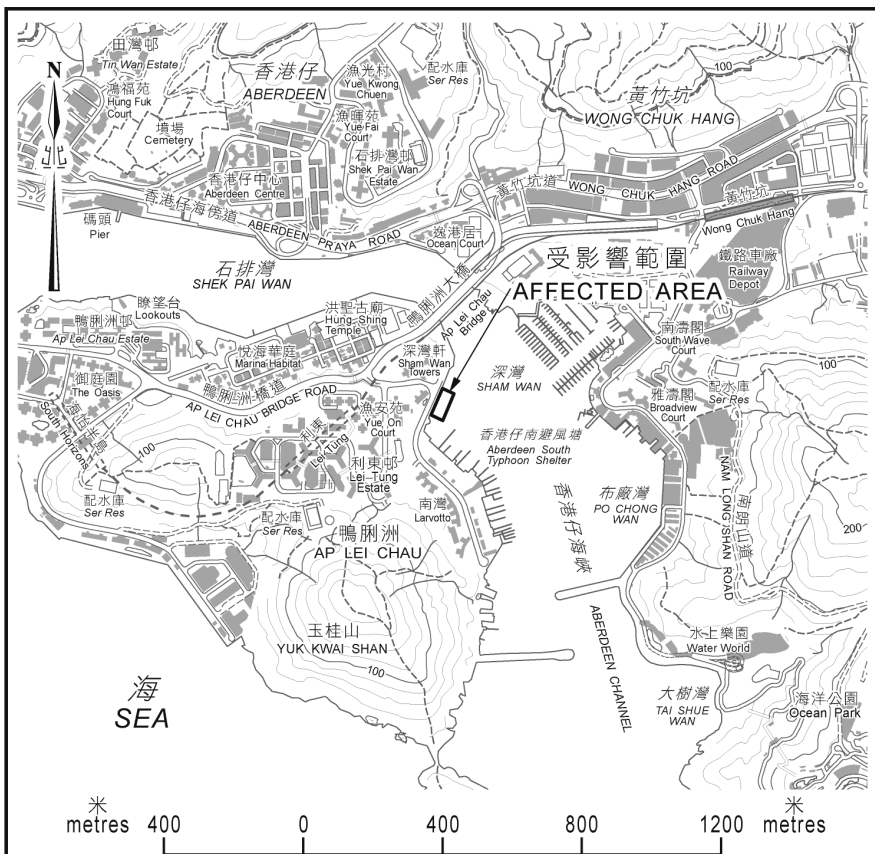 田灣邨
Tin Wan Estate
鴻福苑
Hung Fuk
Court
墳場
Cemetery
香港仔
ABERDEEN
漁光村
Yue Kwong
Chuen
配水庫
Ser Res
漁暉苑
Yue Fai
Court
石排灣邨
Shek Pai Wan
Estate
黃竹坑
WONG CHUK HANG
100
N
香港仔中心
Aberdeen Centre
香港仔海傍道 ABERDEEN PRAYA ROAD
黃竹坑道 WONG CHUK HANG ROAD
黃竹坑
Wong Chuk Hang
碼頭
Pier
逸港居
Ocean Court
石排灣
SHEK PAI WAN
受影響範圍
AFFECTED AREA
鐵路車廠
Railway
Depot
鴨脷洲大橋
Ap Lei Chau
Bridge
瞭望台
Lookouts
鴨脷洲邨
Ap Lei Chau Estate
洪聖古廟
Hung Shing
Temple
悅海華庭
Marina Habitat
深灣軒
Sham Wan
Towers
深灣
SHAM WAN
南濤閣
South Wave
Court
100
御庭園
The Oasis
鴨脷洲橋道
AP LEI CHAU BRIDGE ROAD
漁安苑
Yue On
Court
雅濤閣
Broadview
Court
配水庫
Ser Res
海怡半島
South Horizons
利東
Lei Tung
香港仔南避風塘
Aberdeen South
Typhoon Shelter
100
利東邨
Lei Tung
Estate
配水庫
Ser Res
配水庫
Ser Res
南灣
Larvotto
香港仔海峽
ABERDEEN CHANNEL
布廠灣
PO CHONG
WAN
南朗山道
NAM LONG SHAN ROAD
200
鴨脷洲
AP LEI CHAU
玉桂山
YUK KWAI SHAN
100
水上樂園
Water World
海
SEA
大樹灣
TAI SHUE
WAN
海洋公園
Ocean Park
米
metres
400
0
400
800
1200
米
metres